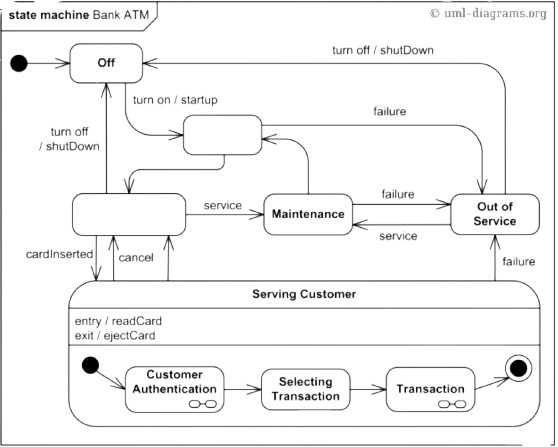 state machine Bank ATM
© uml-diagrams.org
turn off / shutDown
Off
turn on / startup
failure
turn off
/ shutDown
service
Maintenance
failure
Out of
Service
service
cardInserted
cancel
failure
Serving Customer
entry / readCard
exit / ejectCard
Customer
Authentication
Selecting
Transaction
Transaction